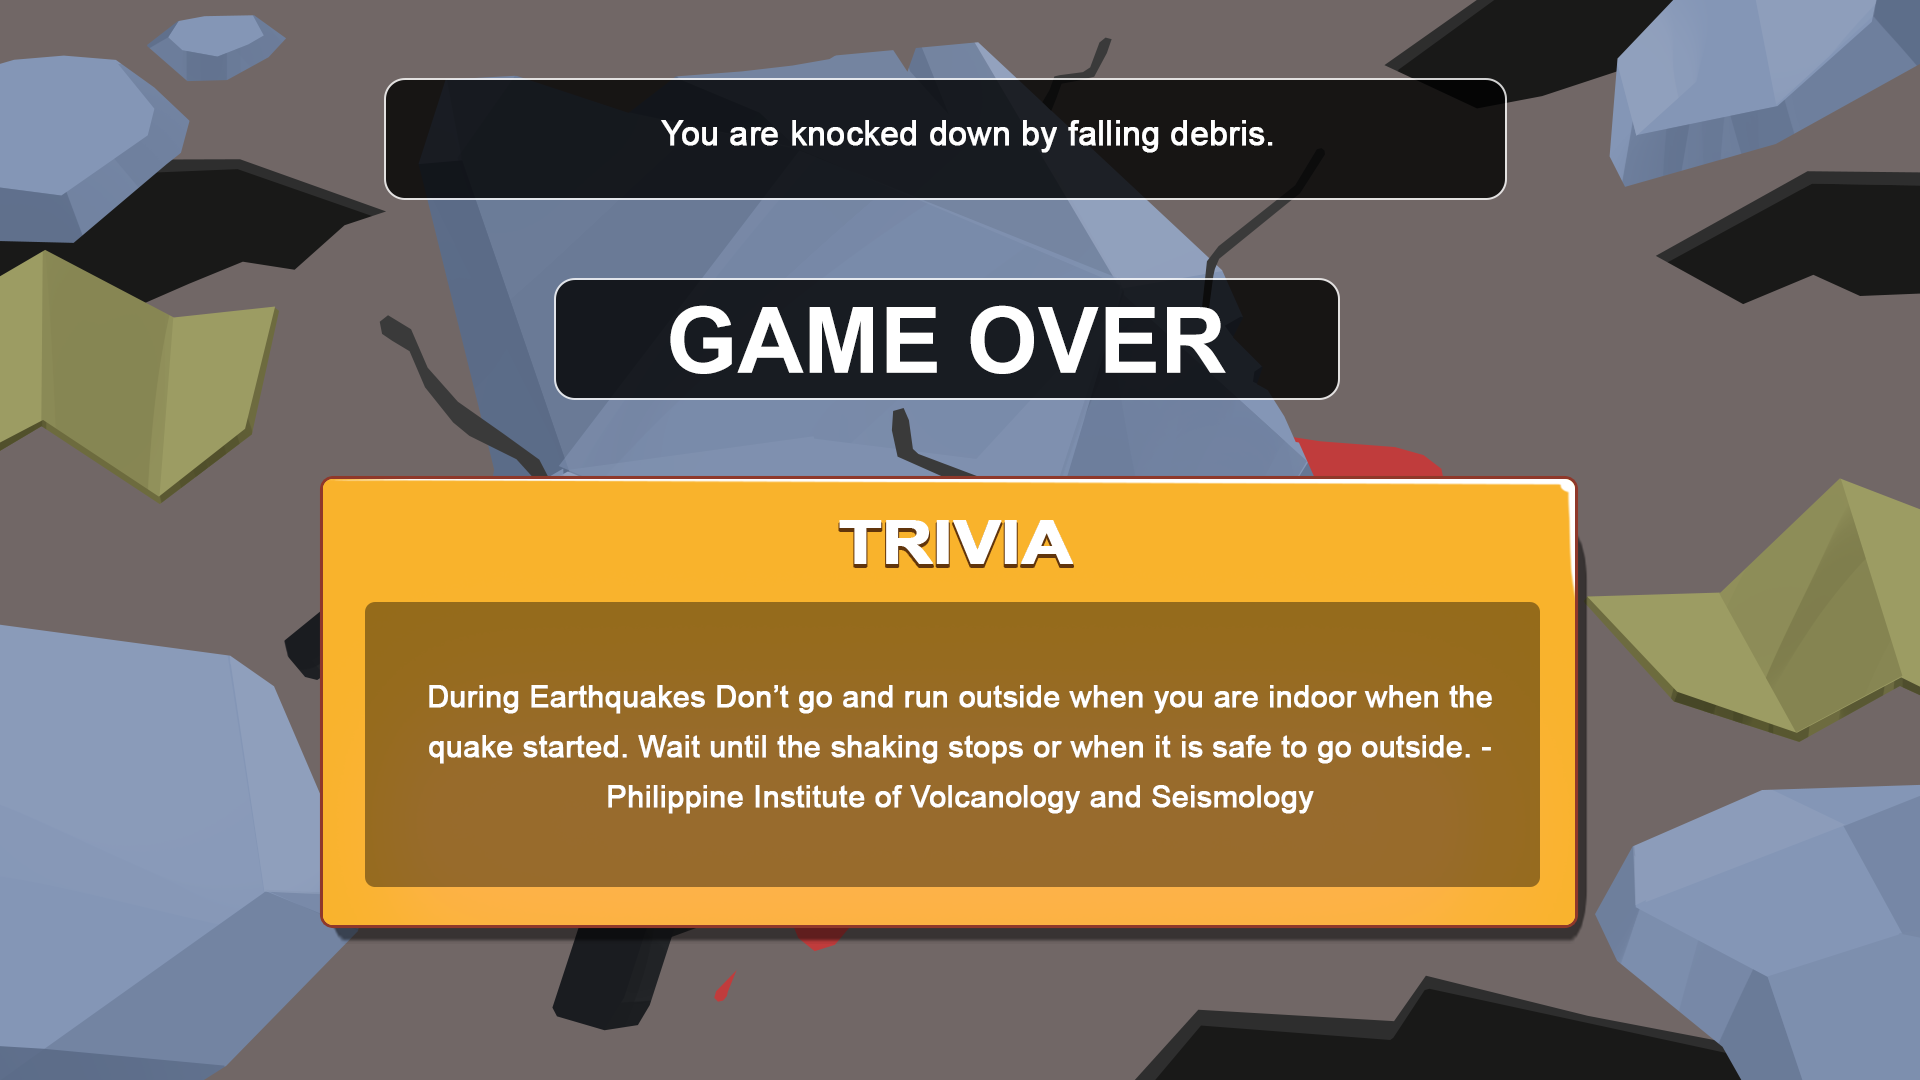 You are knocked down by falling debris.
GAME OVER
TRIVIA
During Earthquakes Don’t go and run outside when you are indoor when the
quake started. Wait until the shaking stops or when it is safe to go outside. -
Philippine Institute of Volcanology and Seismology